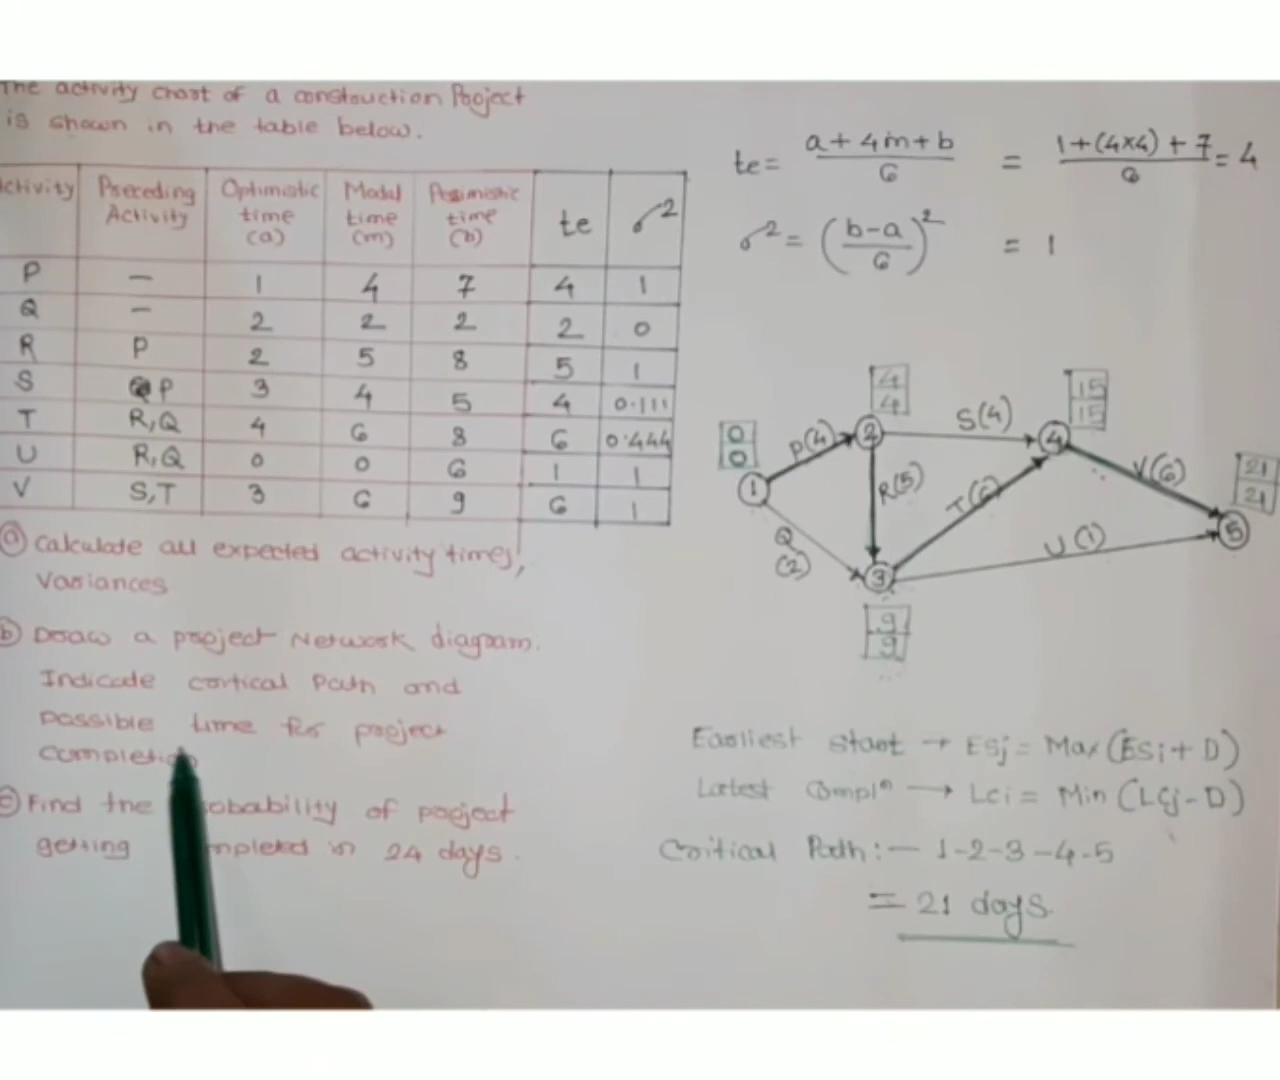 The activity chart of a construction Project
is shown in the table below.
Activity Preceding Activity Optimistic time (a) Modal time (m) Pessimistic time (b) te σ²
P — 1 4 7 4 1
Q — 2 2 2 2 0
R P 2 5 8 5 1
S P 3 4 5 4 0.111
T R,Q 4 6 8 6 0.444
U R,Q 0 0 6 1 1
V S,T 3 6 9 6 1
a Calculate all expected activity times,
variances
b Draw a project Network diagram.
Indicate cortical Path and
possible time for project
completion
c Find the probability of project
getting completed in 24 days.
te = a + 4m + b / 6 = 1 + (4×4) + 7 / 6 = 4
σ² = (b-a / 6)² = 1
0
0
1
P(4)
4
4
2
S(4)
15
15
4
V(6)
21
21
5
Q
(2)
R(5)
T(6)
U(1)
3
9
9
Earliest start → ESj = Max (ESi + D)
Latest Complⁿ → Lci = Min (LCj - D)
Critical Path :— 1-2-3-4-5
= 21 days.